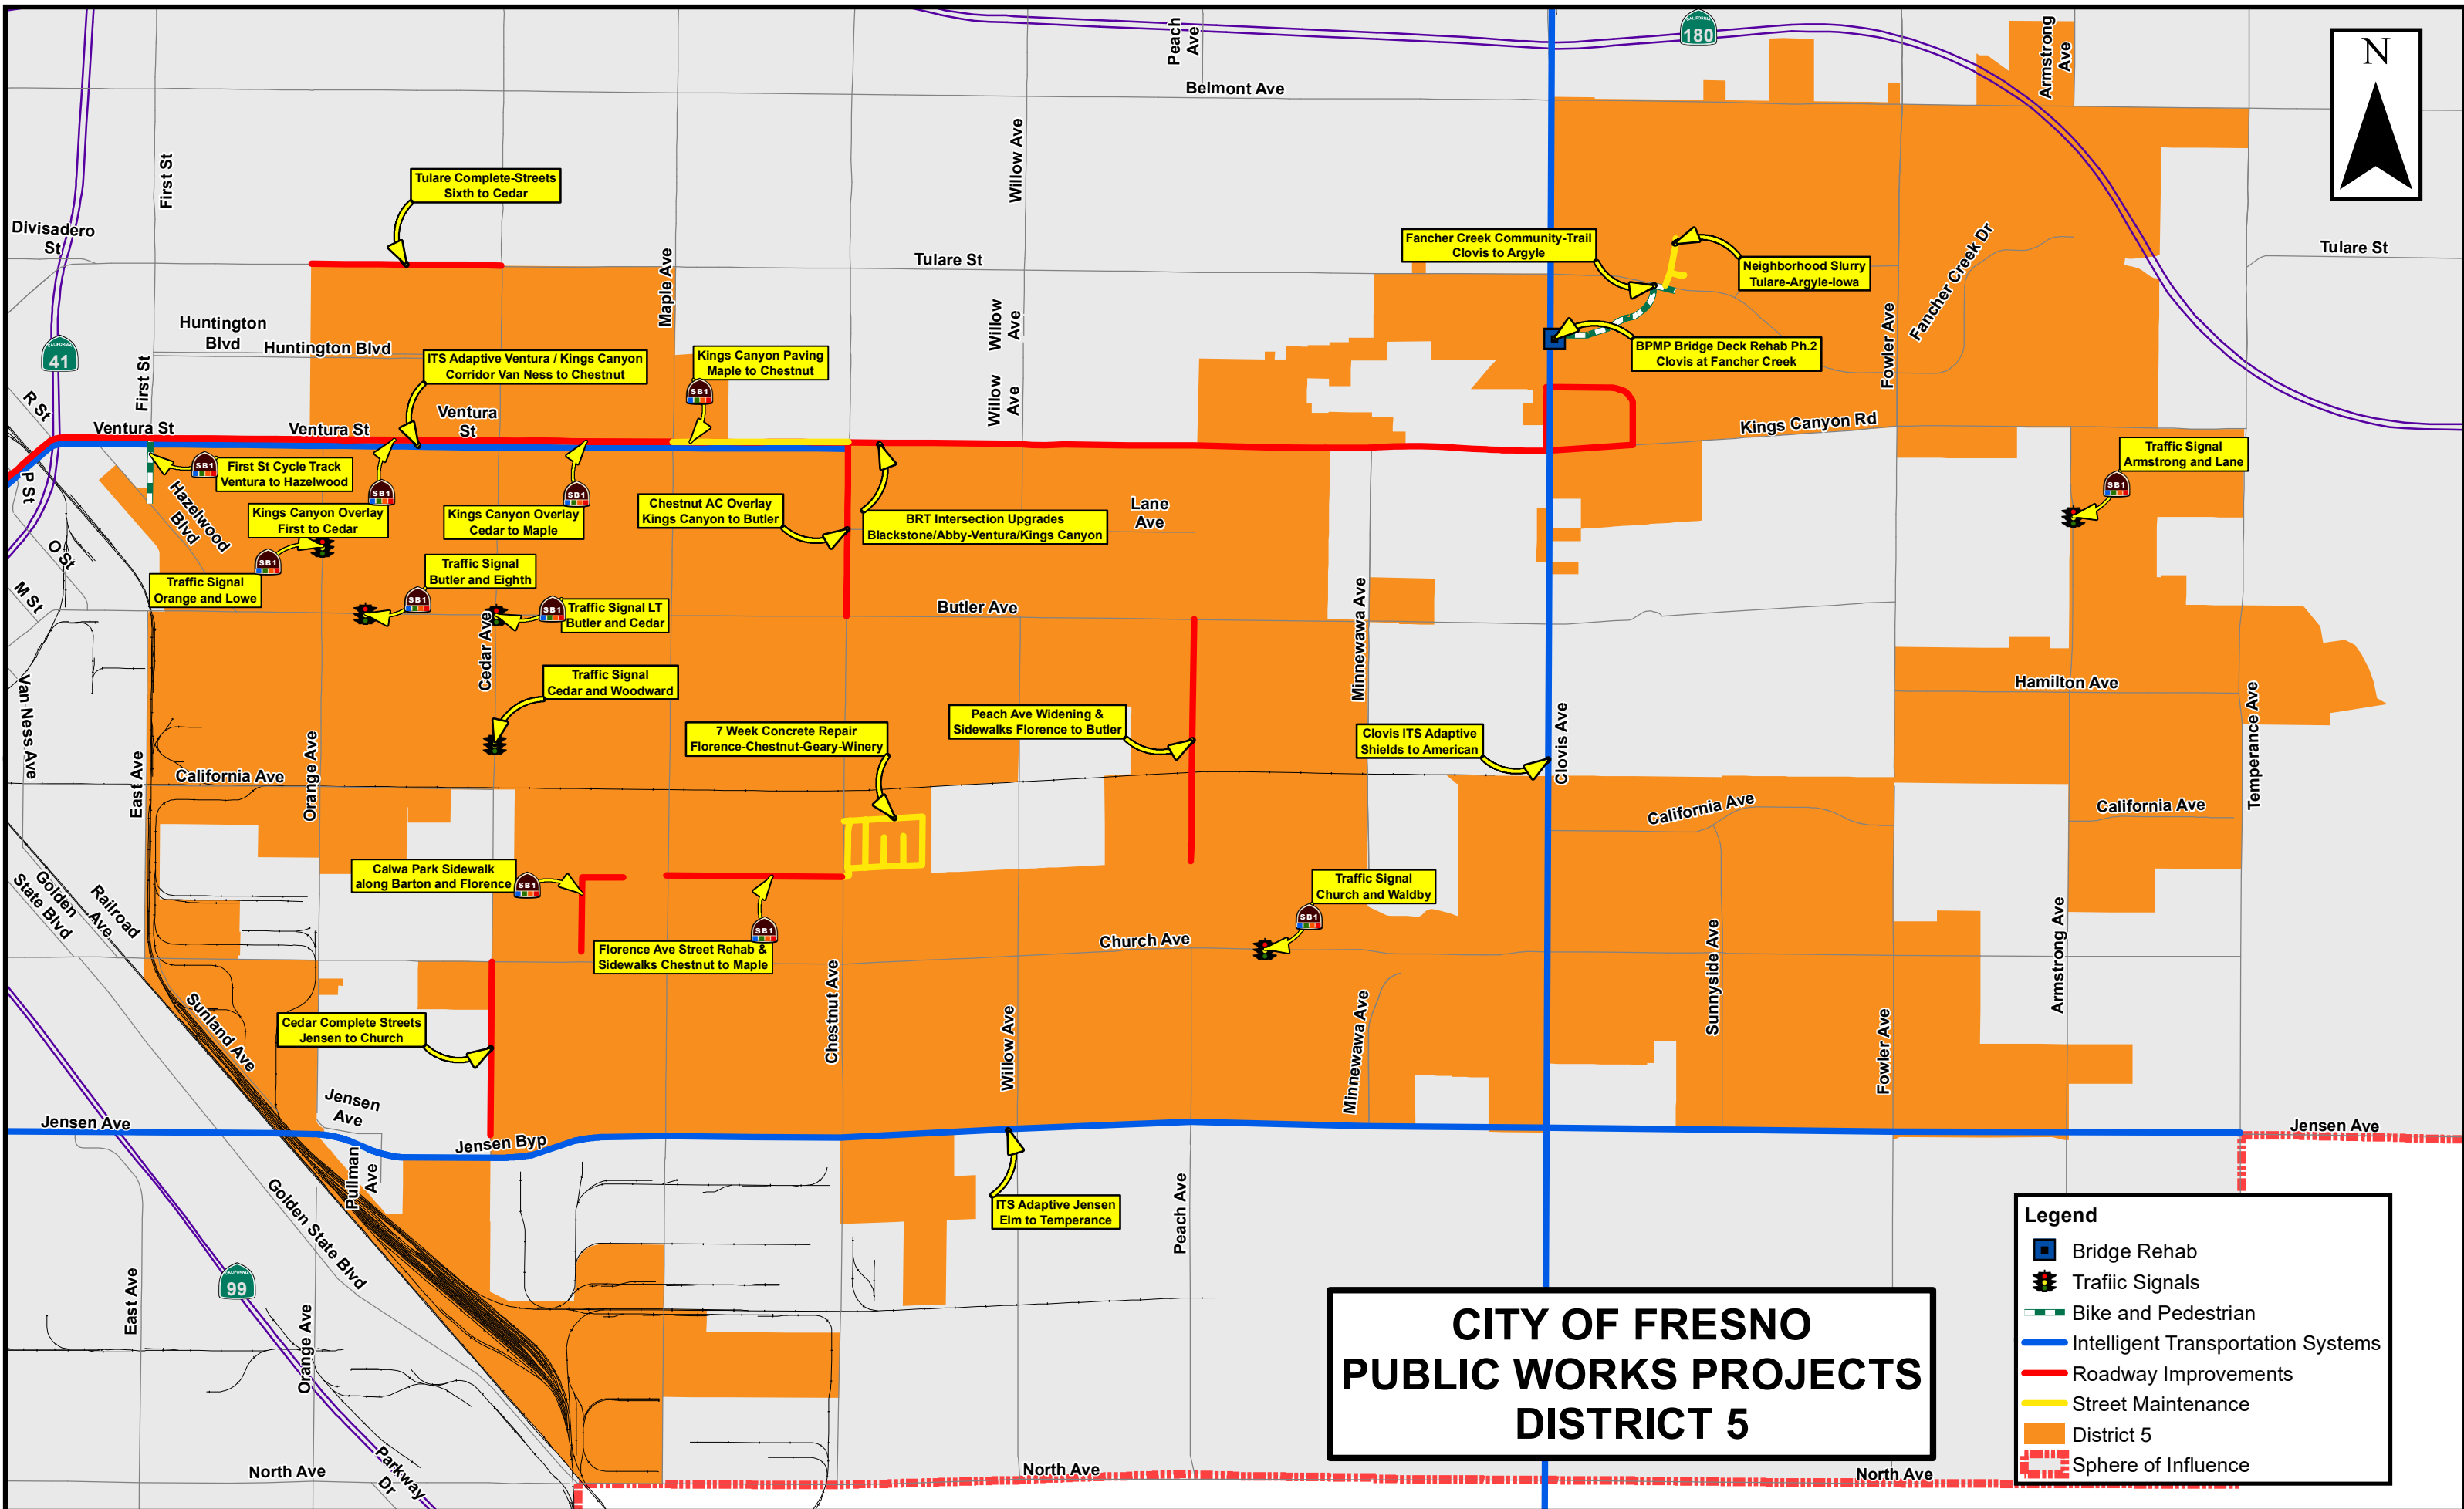 Peach
Ave
CALIFORNIA
180
Armstrong
Ave
N
Belmont Ave
First St
Willow Ave
Tulare Complete-Streets
Sixth to Cedar
Divisadero
St
Maple Ave
Tulare St
Fancher Creek Community-Trail
Clovis to Argyle
Neighborhood Slurry
Tulare-Argyle-Iowa
Fancher Creek Dr
Tulare St
CALIFORNIA
41
Huntington
Blvd
Huntington Blvd
ITS Adaptive Ventura / Kings Canyon
Corridor Van Ness to Chestnut
Kings Canyon Paving
Maple to Chestnut
SB1
Willow
Ave
Willow
Ave
BPMP Bridge Deck Rehab Ph.2
Clovis at Fancher Creek
Fowler Ave
R St
First St
Ventura St
Ventura St
Ventura
St
Kings Canyon Rd
P St
SB1
First St Cycle Track
Ventura to Hazelwood
Hazelwood
Blvd
SB1
Kings Canyon Overlay
First to Cedar
SB1
Kings Canyon Overlay
Cedar to Maple
Chestnut AC Overlay
Kings Canyon to Butler
BRT Intersection Upgrades
Blackstone/Abby-Ventura/Kings Canyon
Lane
Ave
Traffic Signal
Armstrong and Lane
SB1
O St
M St
SB1
Traffic Signal
Orange and Lowe
Traffic Signal
Butler and Eighth
SB1
SB1
Traffic Signal LT
Butler and Cedar
Cedar Ave
Butler Ave
Minnewawa Ave
Van Ness Ave
Traffic Signal
Cedar and Woodward
7 Week Concrete Repair
Florence-Chestnut-Geary-Winery
Peach Ave Widening &
Sidewalks Florence to Butler
Clovis ITS Adaptive
Shields to American
Clovis Ave
Hamilton Ave
Temperance Ave
East Ave
California Ave
Orange Ave
California Ave
California Ave
Golden
State Blvd
Railroad
Ave
Calwa Park Sidewalk
along Barton and Florence
SB1
SB1
Florence Ave Street Rehab &
Sidewalks Chestnut to Maple
Traffic Signal
Church and Waldby
SB1
Church Ave
Chestnut Ave
Sunnyside Ave
Armstrong Ave
Sunland Ave
Cedar Complete Streets
Jensen to Church
Willow Ave
Minnewawa Ave
Fowler Ave
Jensen Ave
Jensen
Ave
Jensen Byp
Jensen Ave
Pullman
Ave
ITS Adaptive Jensen
Elm to Temperance
Peach Ave
Golden State Blvd
CALIFORNIA
99
East Ave
Orange Ave
Parkway
Dr
North Ave
North Ave
North Ave
CITY OF FRESNO
PUBLIC WORKS PROJECTS
DISTRICT 5
Legend
Bridge Rehab
Trafiic Signals
Bike and Pedestrian
Intelligent Transportation Systems
Roadway Improvements
Street Maintenance
District 5
Sphere of Influence